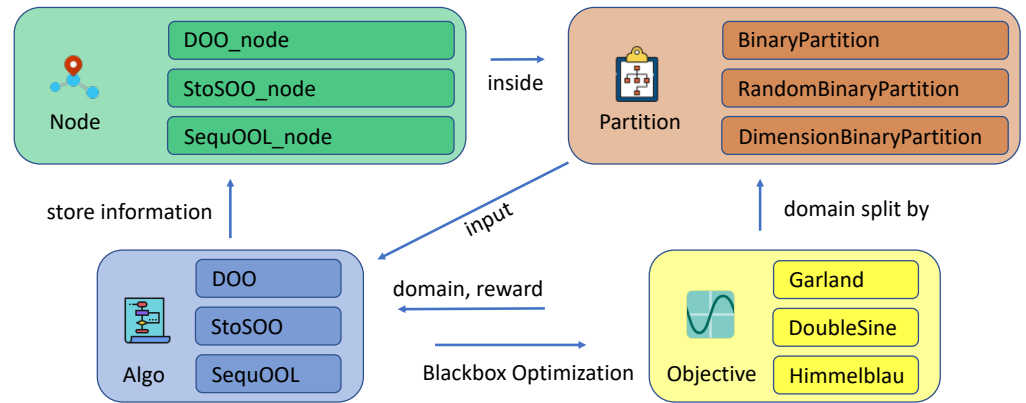 DOO_node
StoSOO_node
SequOOL_node
Node
inside
BinaryPartition
RandomBinaryPartition
DimensionBinaryPartition
Partition
store information
input
domain split by
DOO
StoSOO
SequOOL
Algo
domain, reward
Blackbox Optimization
Garland
DoubleSine
Himmelblau
Objective